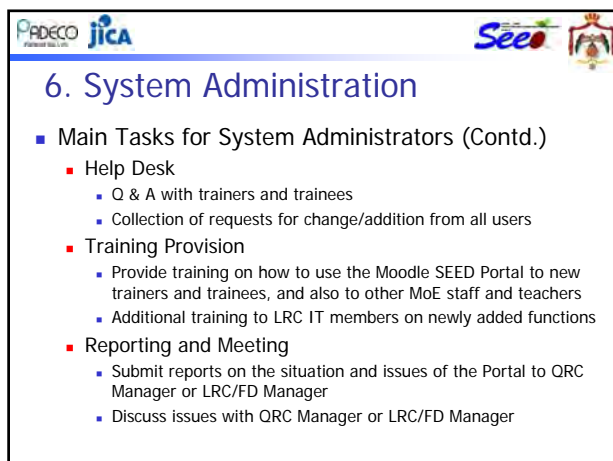 PADECO JICA SEED
6. System Administration
Main Tasks for System Administrators (Contd.)
Help Desk
Q & A with trainers and trainees
Collection of requests for change/addition from all users
Training Provision
Provide training on how to use the Moodle SEED Portal to new
trainers and trainees, and also to other MoE staff and teachers
Additional training to LRC IT members on newly added functions
Reporting and Meeting
Submit reports on the situation and issues of the Portal to QRC
Manager or LRC/FD Manager
Discuss issues with QRC Manager or LRC/FD Manager